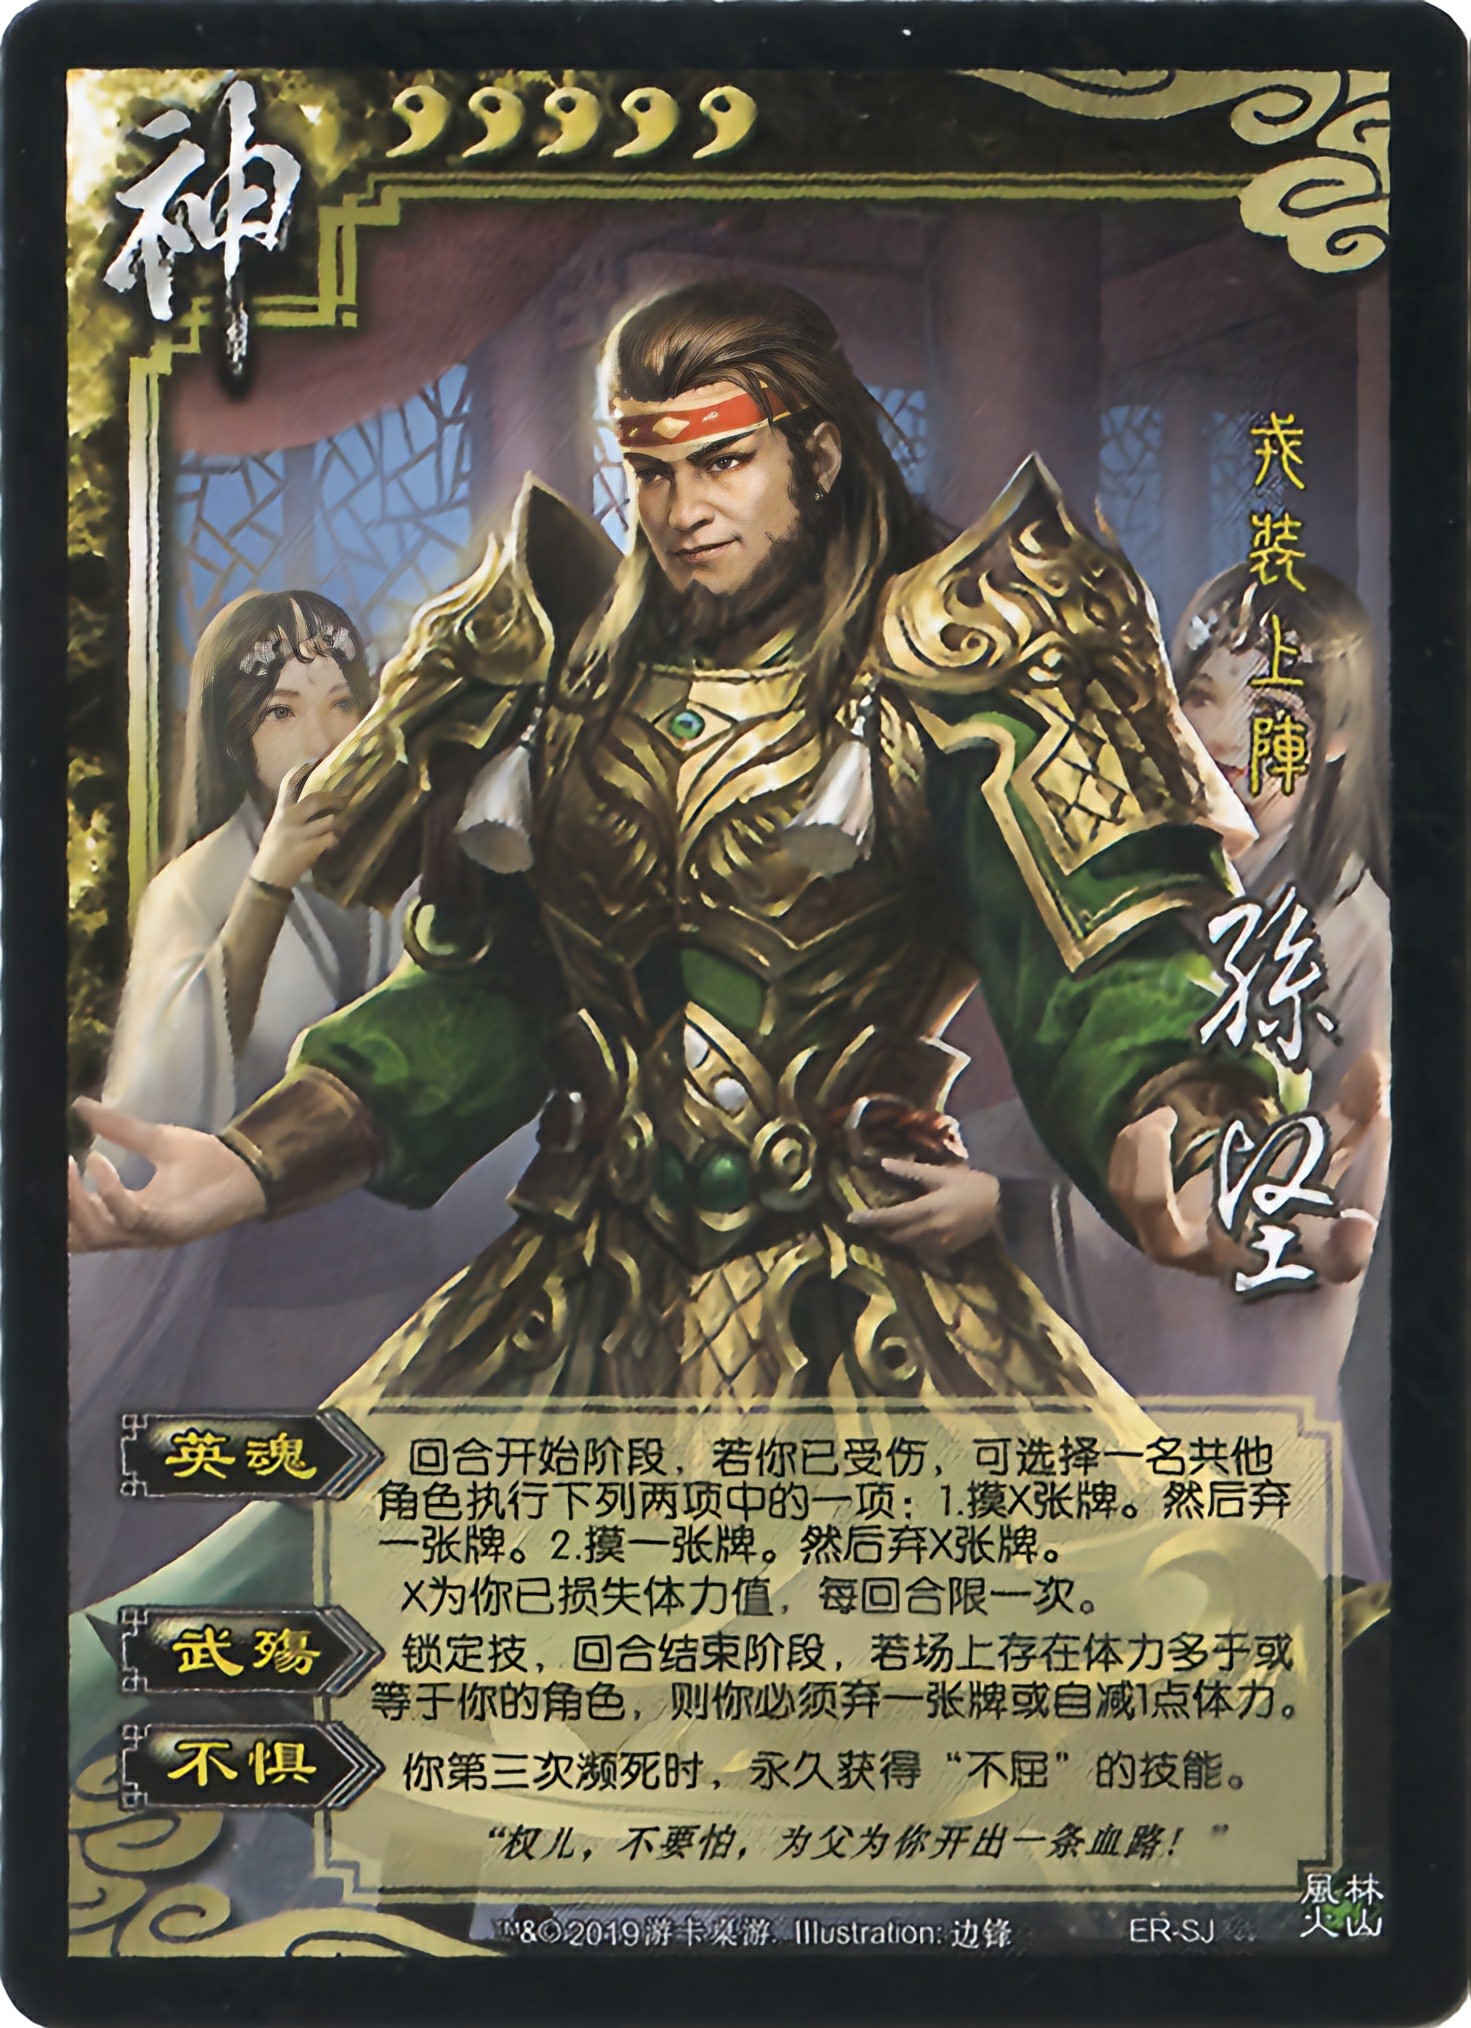 神
戎装上陣
孫堅
英魂
回合开始阶段，若你已受伤，可选择一名其他
角色执行下列两项中的一项：1.摸X张牌。然后弃
一张牌。2.摸一张牌。然后弃X张牌。
X为你已损失体力值，每回合限一次。
武殤
锁定技，回合结束阶段，若场上存在体力多于或
等于你的角色，则你必须弃一张牌或自减1点体力。
不惧
你第三次濒死时，永久获得“不屈”的技能。
“权儿，不要怕，为父为你开出一条血路！”
™&©2019游卡桌游. Illustration: 边锋
ER-SJ
風林
火山